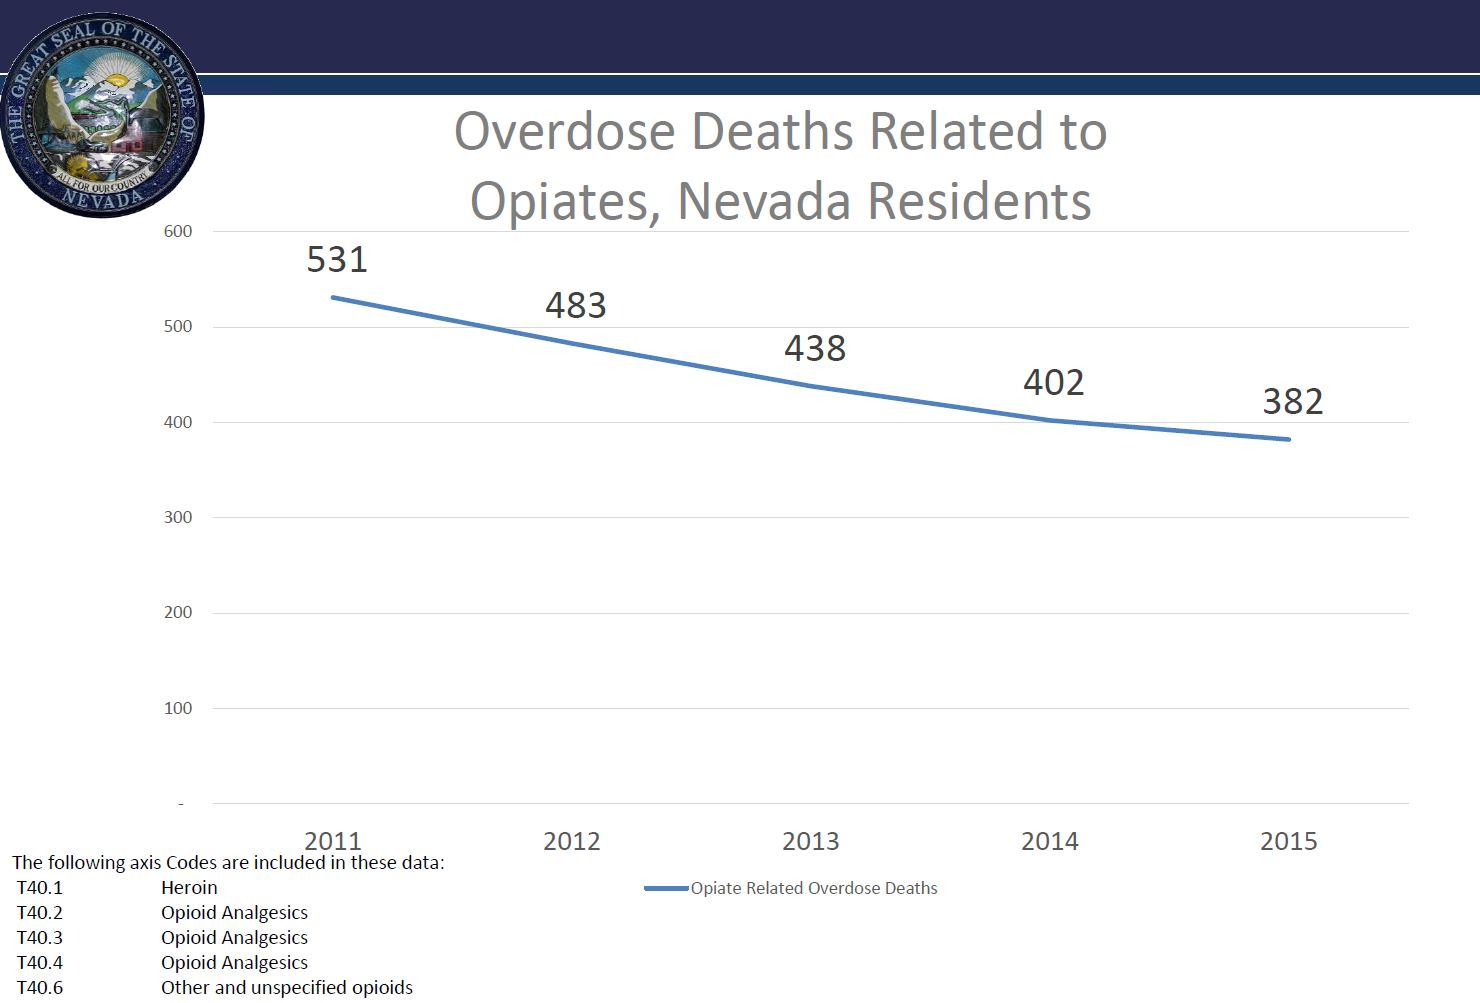 THE GREAT SEAL OF THE STATE OF
NEVADA
ALL FOR OUR COUNTRY
Overdose Deaths Related to
Opiates, Nevada Residents
600
500
400
300
200
100
-
531
483
438
402
382
2011 2012 2013 2014 2015
Opiate Related Overdose Deaths
The following axis Codes are included in these data:
T40.1 Heroin
T40.2 Opioid Analgesics
T40.3 Opioid Analgesics
T40.4 Opioid Analgesics
T40.6 Other and unspecified opioids